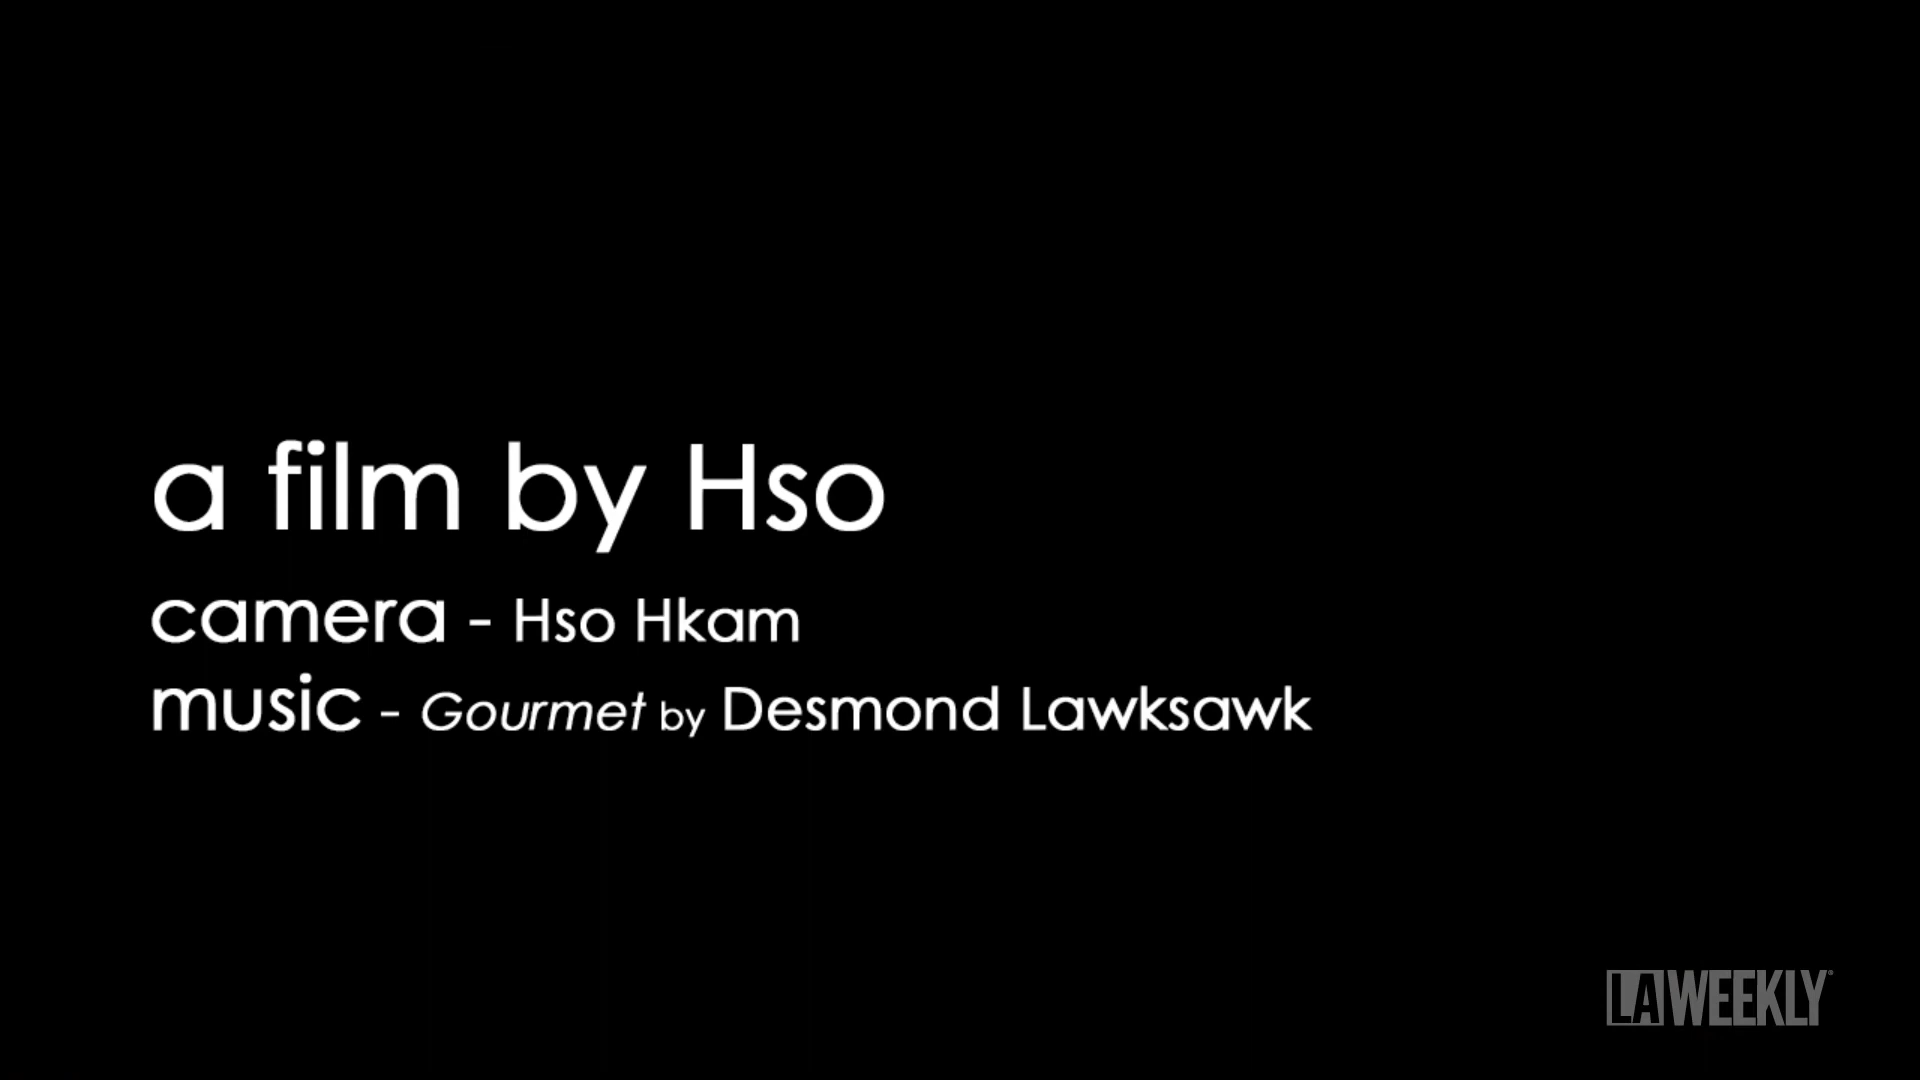 a film by Hso
camera - Hso Hkam
music - Gourmet by Desmond Lawksawk
LAWEEKLY